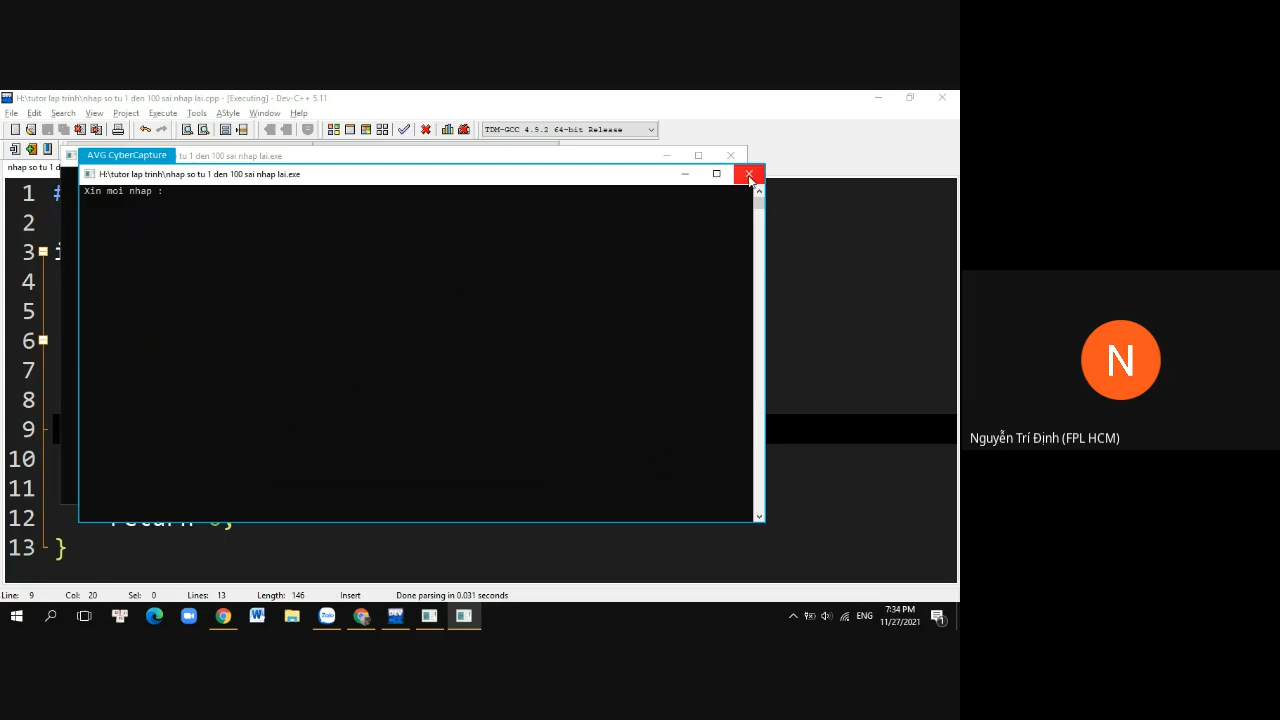 H:\tutor lap trinh\nhap so tu 1 den 100 sai nhap lai.cpp - [Executing] - Dev-C++ 5.11
File Edit Search View Project Execute Tools AStyle Window Help
TDM-GCC 4.9.2 64-bit Release
AVG CyberCapture
tu 1 den 100 sai nhap lai.exe
nhap so tu 1 d
H:\tutor lap trinh\nhap so tu 1 den 100 sai nhap lai.exe
Xin moi nhap :
1 #
2
3
4
5
6
7
8
9
10
11
12
13 }
Line: 9 Col: 20 Sel: 0 Lines: 13 Length: 146 Insert Done parsing in 0.031 seconds
ENG
7:34 PM
11/27/2021
1
N
Nguyễn Trí Định (FPL HCM)